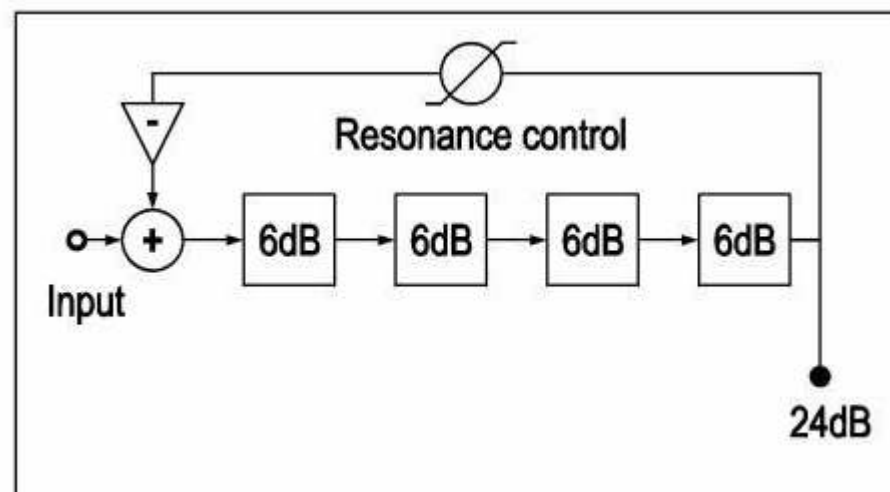 -
Resonance control
+
6dB
6dB
6dB
6dB
Input
24dB